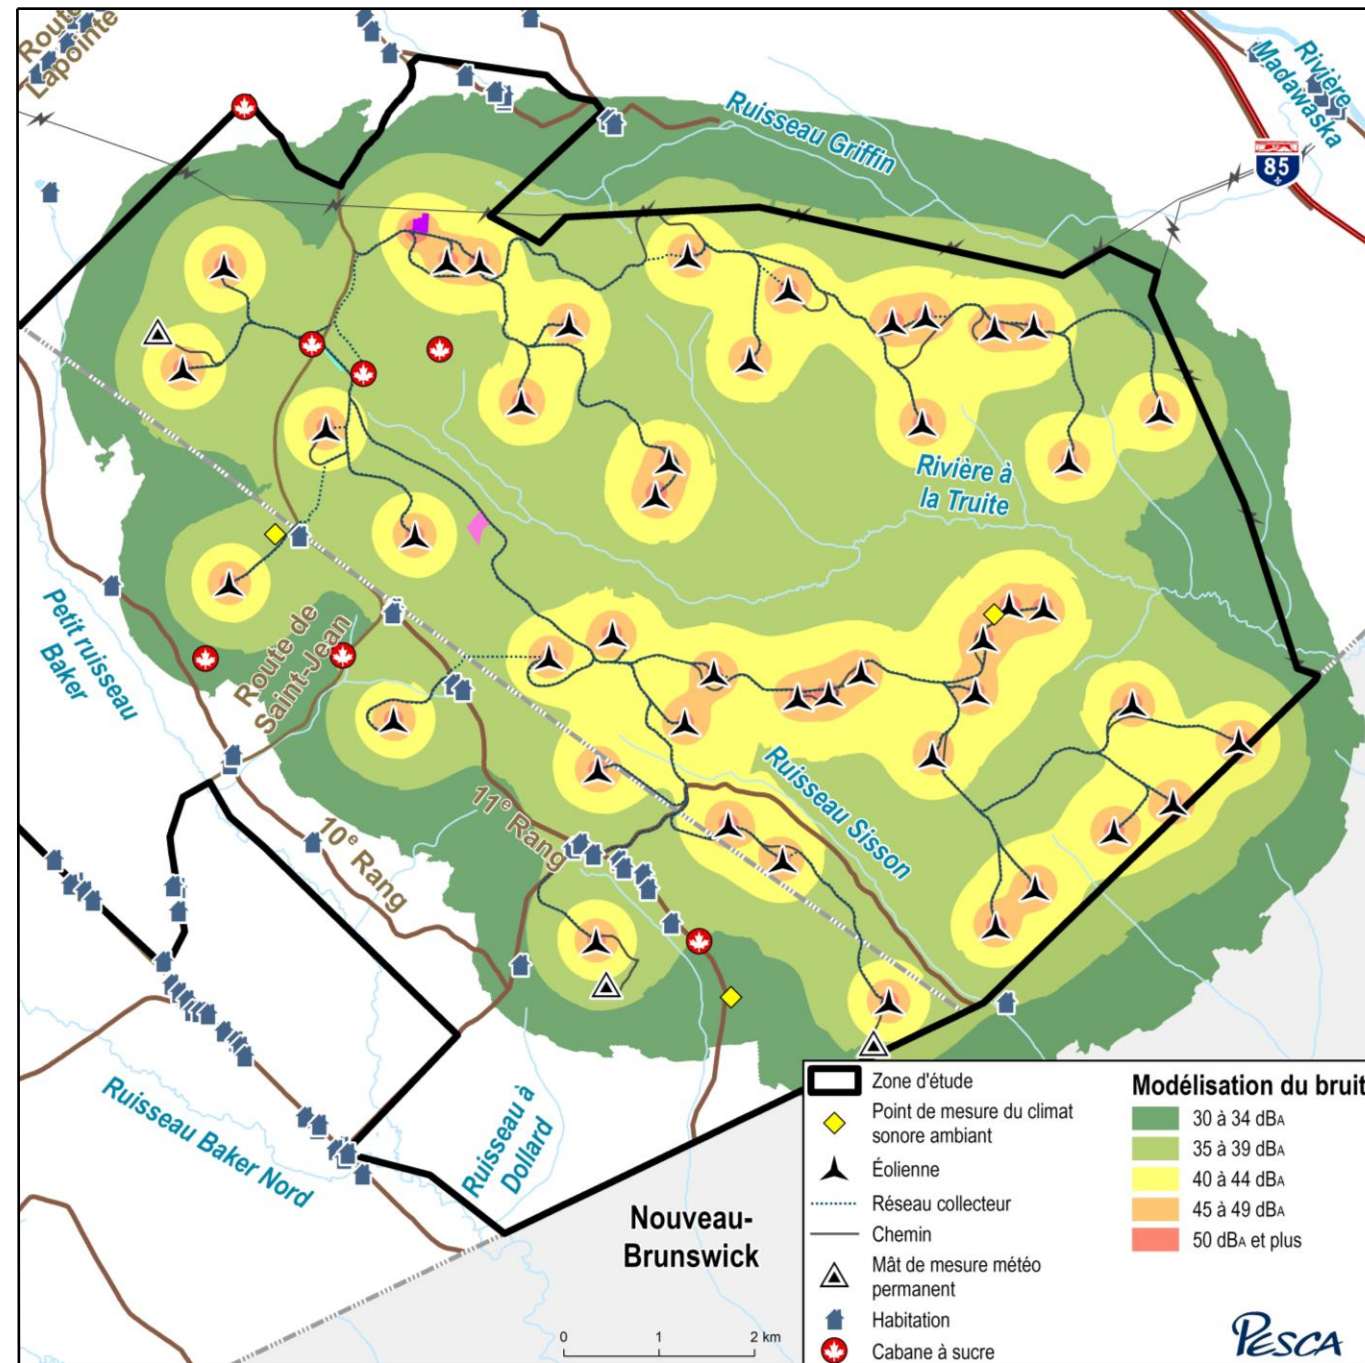 Route
Lapointe
Rivière
Madawaska
85
Ruisseau Griffin
Rivière à
la Truite
Petit ruisseau
Baker
Route de
Saint-Jean
10e Rang
11e Rang
Ruisseau Sisson
Ruisseau Baker Nord
Ruisseau à
Dollard
Nouveau-
Brunswick
0 1 2 km
Zone d'étude
Point de mesure du climat
sonore ambiant
Éolienne
Réseau collecteur
Chemin
Mât de mesure météo
permanent
Habitation
Cabane à sucre
Modélisation du bruit
30 à 34 dBA
35 à 39 dBA
40 à 44 dBA
45 à 49 dBA
50 dBA et plus
PESCA